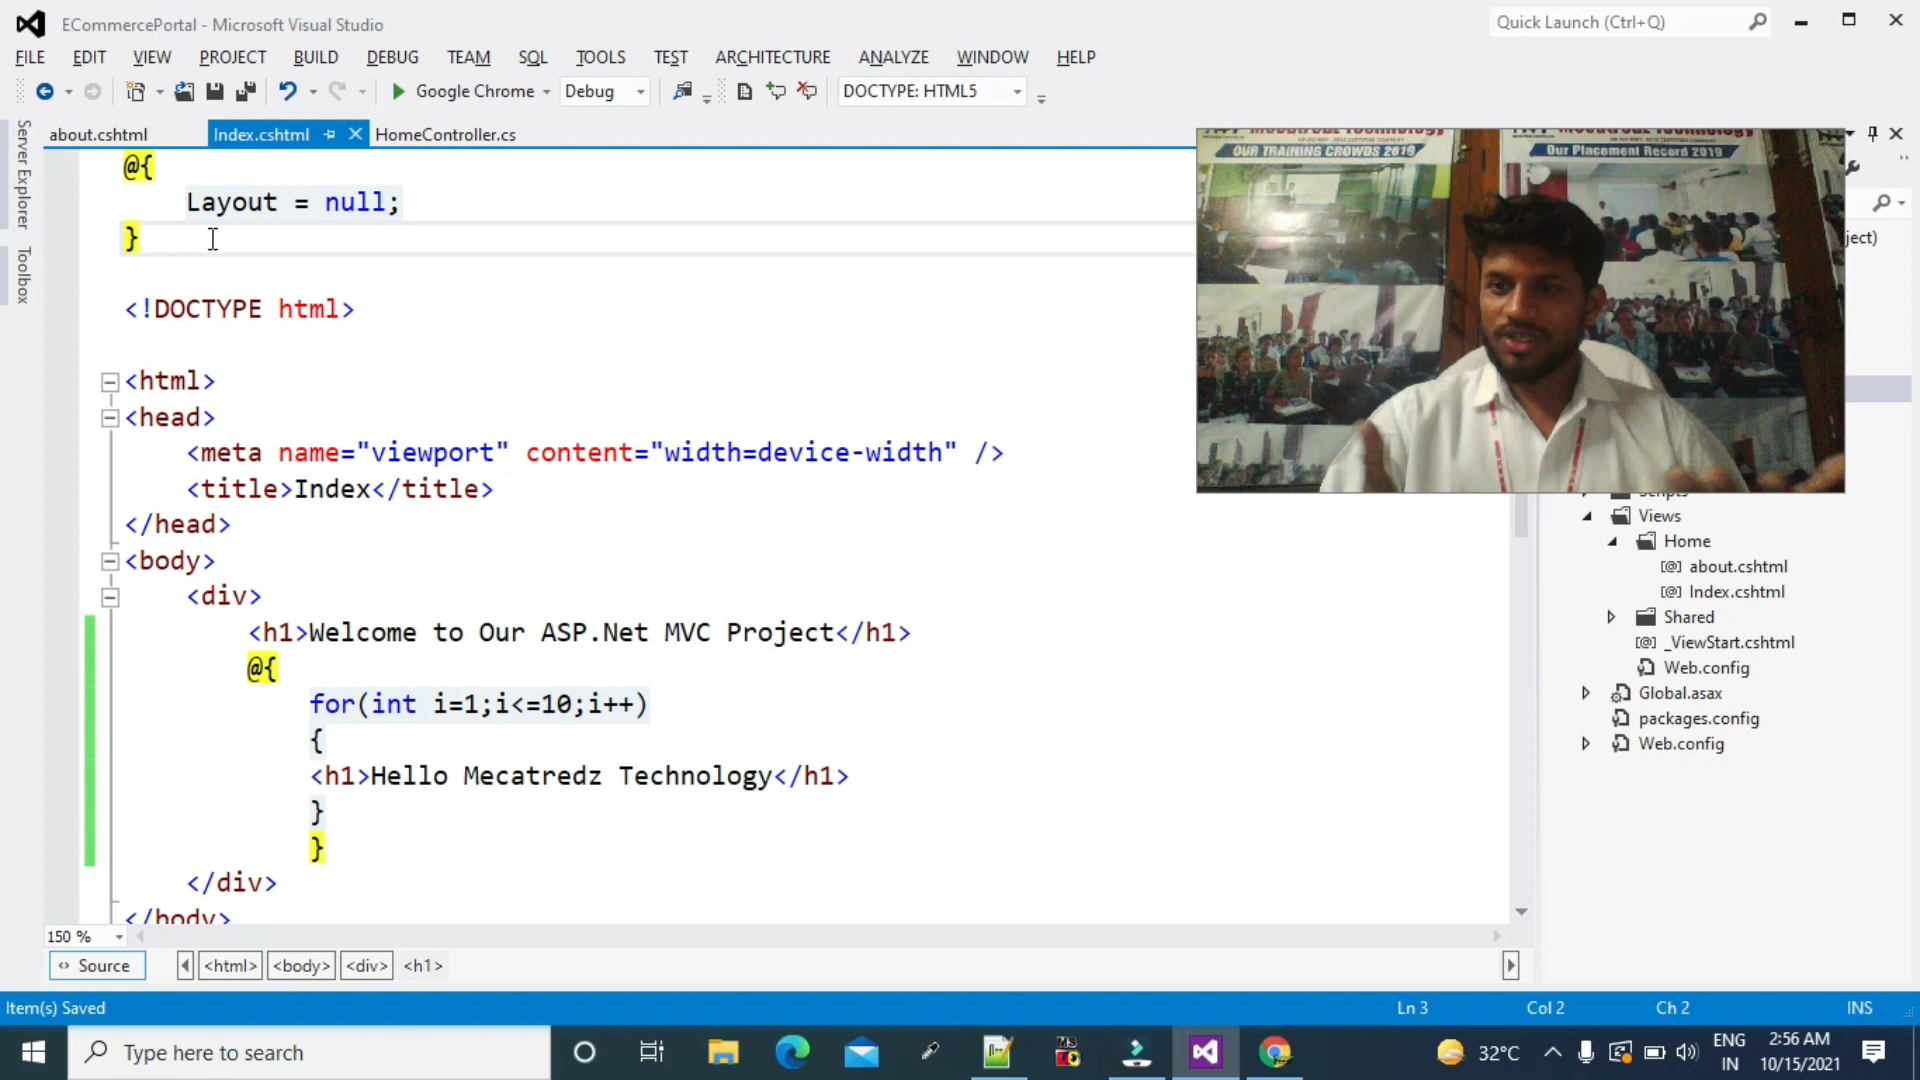 ECommercePortal - Microsoft Visual Studio
Quick Launch (Ctrl+Q)
FILE EDIT VIEW PROJECT BUILD DEBUG TEAM SQL TOOLS TEST ARCHITECTURE ANALYZE WINDOW HELP
Google Chrome Debug DOCTYPE: HTML5
about.cshtml Index.cshtml HomeController.cs
Server Explorer
Toolbox
@{
Layout = null;
}
<!DOCTYPE html>
<html>
<head>
<meta name="viewport" content="width=device-width" />
<title>Index</title>
</head>
<body>
<div>
<h1>Welcome to Our ASP.Net MVC Project</h1>
@{
for(int i=1;i<=10;i++)
{
<h1>Hello Mecatredz Technology</h1>
}
}
</div>
</body>
OUR TRAINING CROWDS 2019
Our Placement Record 2019
ject)
Scripts
Views
Home
about.cshtml
Index.cshtml
Shared
_ViewStart.cshtml
Web.config
Global.asax
packages.config
Web.config
150 %
Source <html> <body> <div> <h1>
Item(s) Saved Ln 3 Col 2 Ch 2 INS
Type here to search
32°C
ENG
IN
2:56 AM
10/15/2021